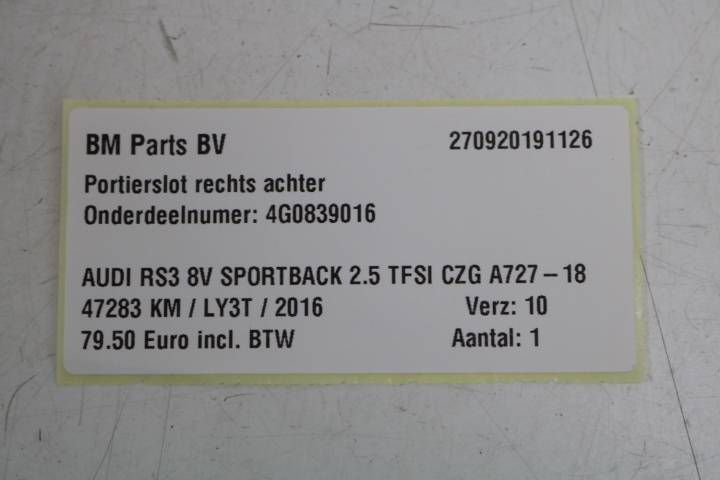 BM Parts BV 270920191126
Portierslot rechts achter
Onderdeelnumer: 4G0839016
AUDI RS3 8V SPORTBACK 2.5 TFSI CZG A727 – 18
47283 KM / LY3T / 2016 Verz: 10
79.50 Euro incl. BTW Aantal: 1